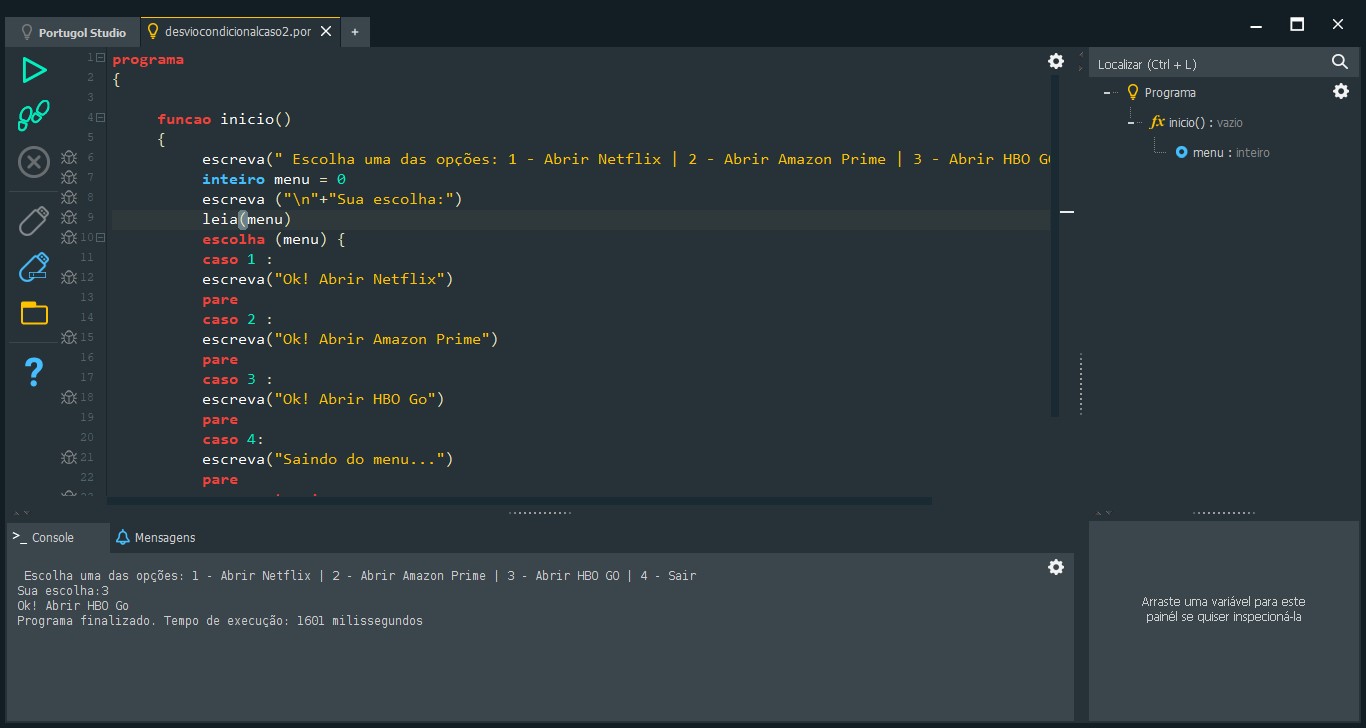 Portugol Studio
desviocondicionalcaso2.por
+
1 programa
2 {
3
4 funcao inicio()
5 {
6 escreva(" Escolha uma das opções: 1 - Abrir Netflix | 2 - Abrir Amazon Prime | 3 - Abrir HBO G
7 inteiro menu = 0
8 escreva ("\n"+"Sua escolha:")
9 leia(menu)
10 escolha (menu) {
11 caso 1 :
12 escreva("Ok! Abrir Netflix")
13 pare
14 caso 2 :
15 escreva("Ok! Abrir Amazon Prime")
16 pare
17 caso 3 :
18 escreva("Ok! Abrir HBO Go")
19 pare
20 caso 4:
21 escreva("Saindo do menu...")
22 pare
Localizar (Ctrl + L)
Programa
fx inicio() : vazio
menu : inteiro
?
>_ Console
Mensagens
Escolha uma das opções: 1 - Abrir Netflix | 2 - Abrir Amazon Prime | 3 - Abrir HBO GO | 4 - Sair
Sua escolha:3
Ok! Abrir HBO Go
Programa finalizado. Tempo de execução: 1601 milissegundos
Arraste uma variável para este
painél se quiser inspecioná-la